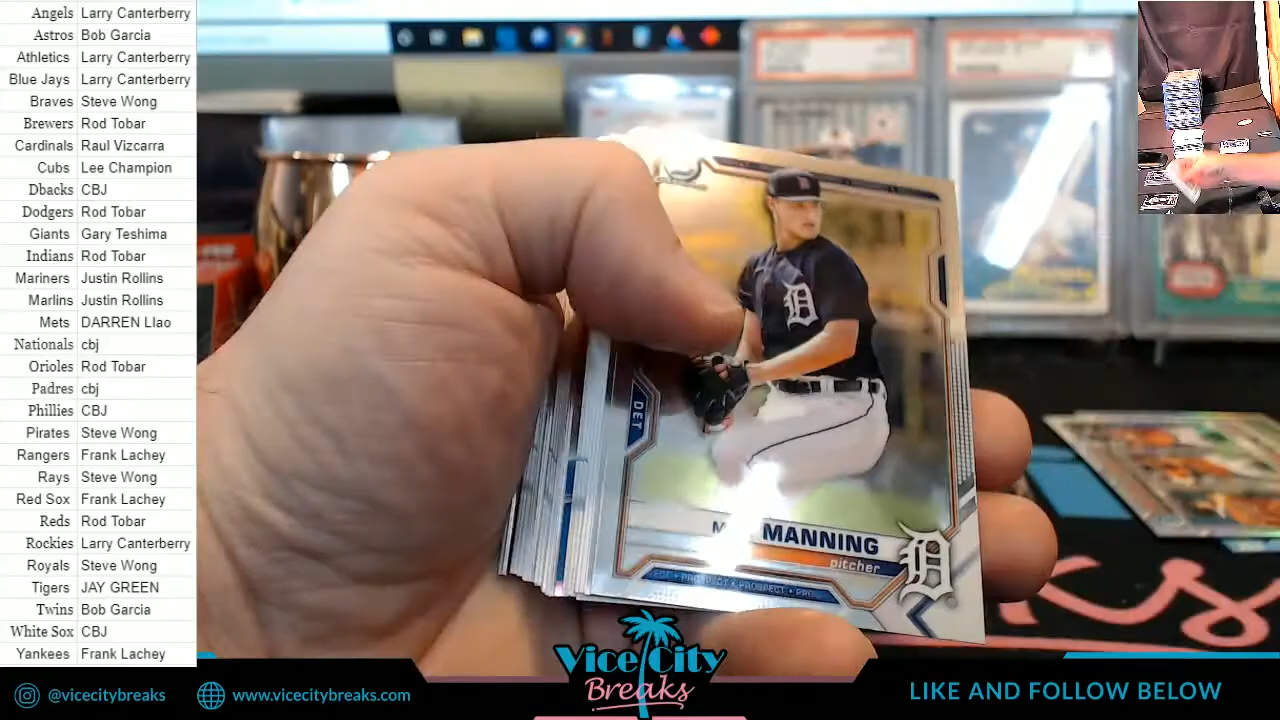 Angels Larry Canterberry
Astros Bob Garcia
Athletics Larry Canterberry
Blue Jays Larry Canterberry
Braves Steve Wong
Brewers Rod Tobar
Cardinals Raul Vizcarra
Cubs Lee Champion
Dbacks CBJ
Dodgers Rod Tobar
Giants Gary Teshima
Indians Rod Tobar
Mariners Justin Rollins
Marlins Justin Rollins
Mets DARREN LIao
Nationals cbj
Orioles Rod Tobar
Padres cbj
Phillies CBJ
Pirates Steve Wong
Rangers Frank Lachey
Rays Steve Wong
Red Sox Frank Lachey
Reds Rod Tobar
Rockies Larry Canterberry
Royals Steve Wong
Tigers JAY GREEN
Twins Bob Garcia
White Sox CBJ
Yankees Frank Lachey
D
DET
MANNING
pitcher
D
PROSPECT • PROSPECT • PRO
Vice City
Breaks
@vicecitybreaks
www.vicecitybreaks.com
LIKE AND FOLLOW BELOW